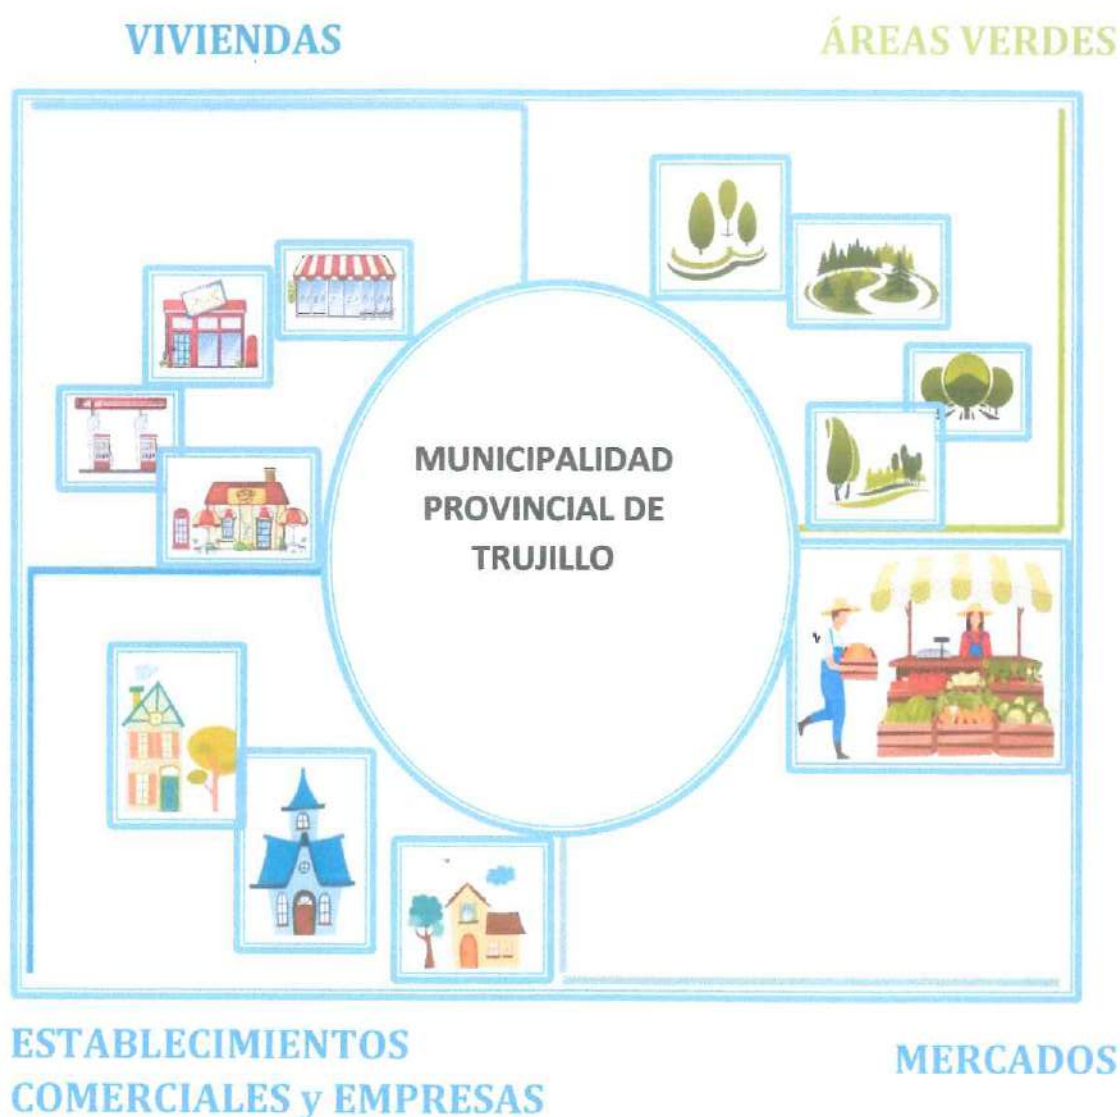 VIVIENDAS
ÁREAS VERDES
MUNICIPALIDAD
PROVINCIAL DE
TRUJILLO
ESTABLECIMIENTOS
COMERCIALES y EMPRESAS
MERCADOS